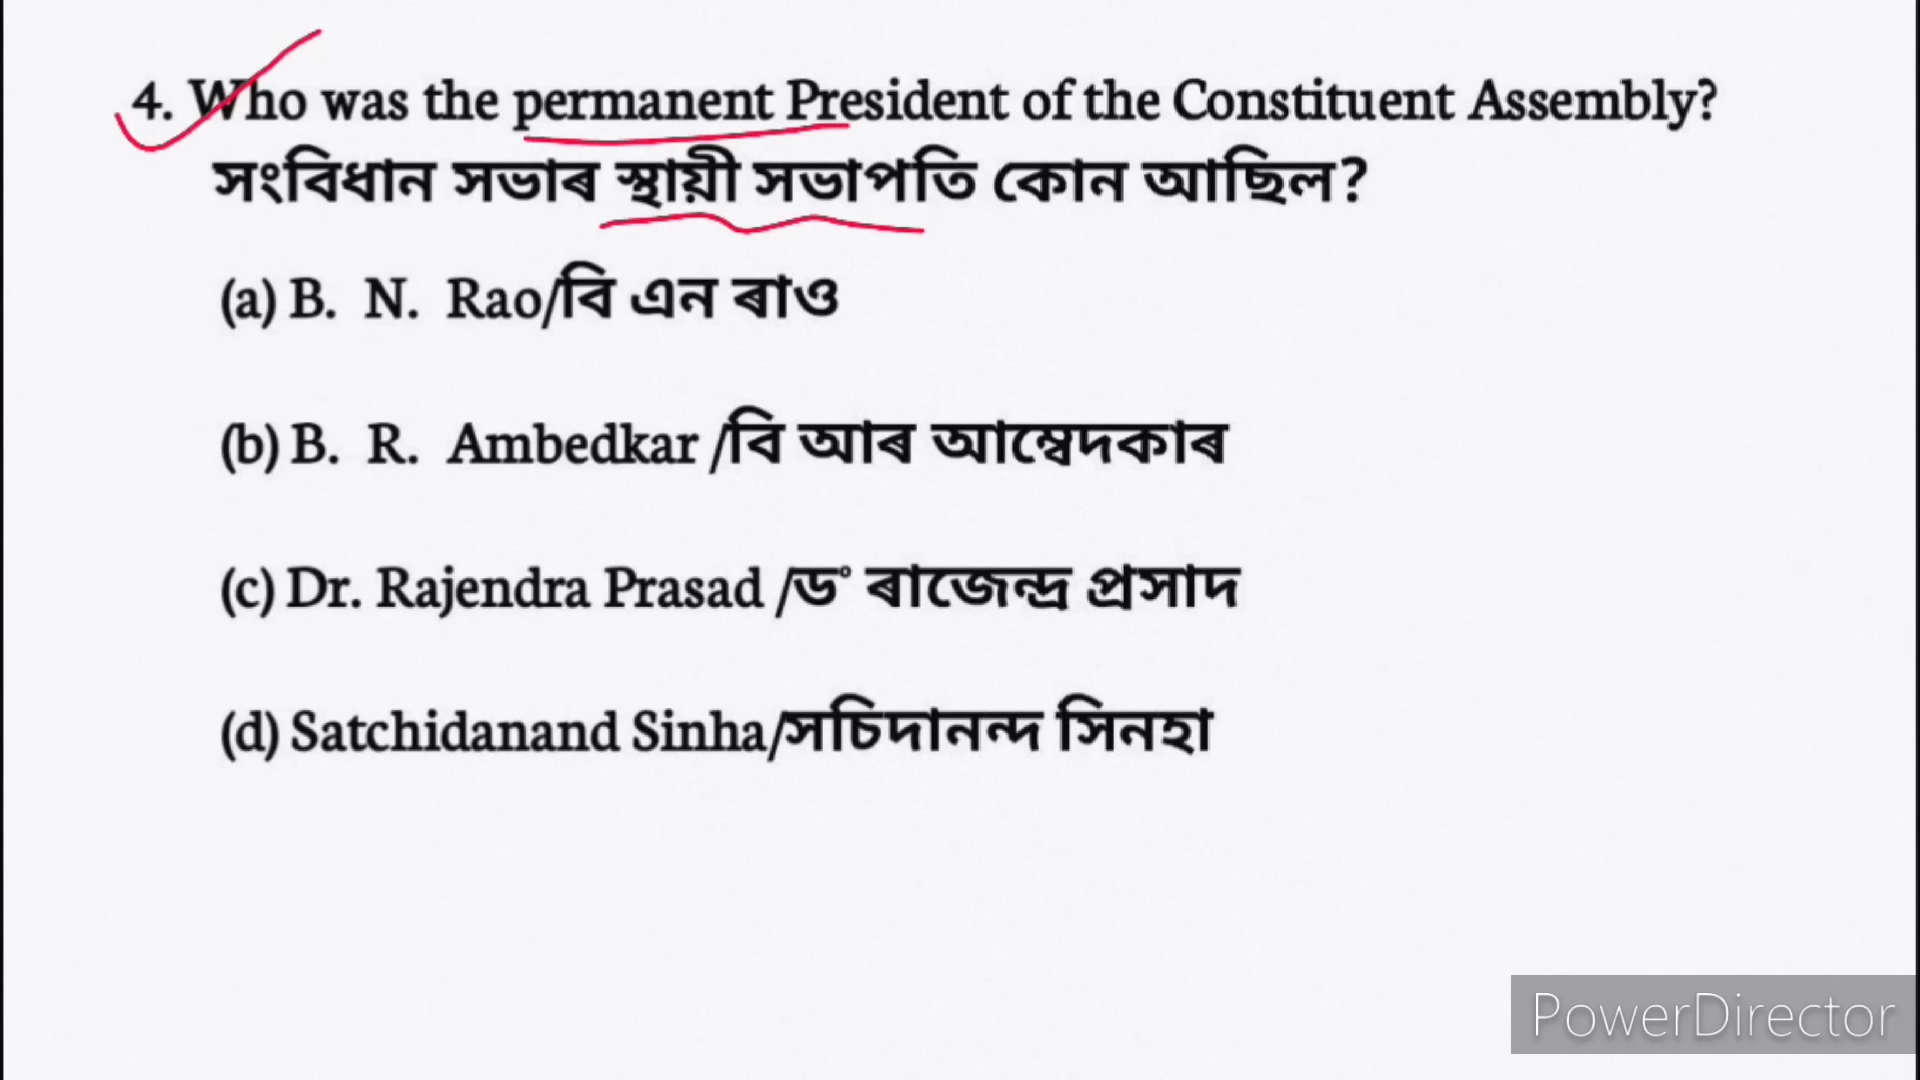 4. Who was the permanent President of the Constituent Assembly?
সংবিধান সভাৰ স্থায়ী সভাপতি কোন আছিল?
(a) B. N. Rao/বি এন ৰাও
(b) B. R. Ambedkar /বি আৰ আম্বেদকাৰ
(c) Dr. Rajendra Prasad /ড° ৰাজেন্দ্ৰ প্ৰসাদ
(d) Satchidanand Sinha/সচিদানন্দ সিনহা
PowerDirector